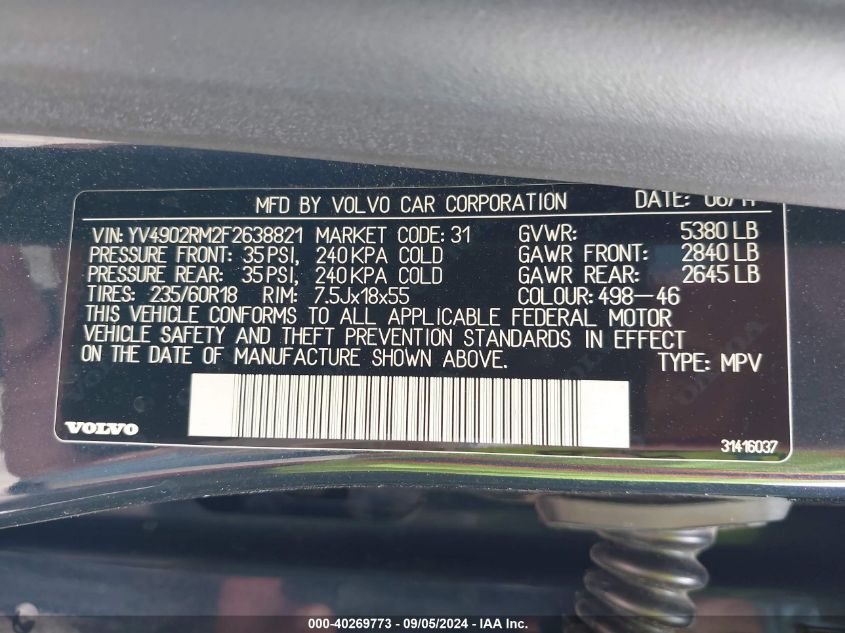 MFD BY VOLVO CAR CORPORATION DATE:
VIN: YV4902RM2F2638821 MARKET CODE: 31 GVWR: 5380 LB
PRESSURE FRONT: 35 PSI, 240 KPA COLD GAWR FRONT: 2840 LB
PRESSURE REAR: 35 PSI, 240 KPA COLD GAWR REAR: 2645 LB
TIRES: 235/60R18 RIM: 7.5Jx18x55 COLOUR: 498-46
THIS VEHICLE CONFORMS TO ALL APPLICABLE FEDERAL MOTOR
VEHICLE SAFETY AND THEFT PREVENTION STANDARDS IN EFFECT
ON THE DATE OF MANUFACTURE SHOWN ABOVE. TYPE: MPV
VOLVO 31416037
000-40269773 - 09/05/2024 - IAA Inc.